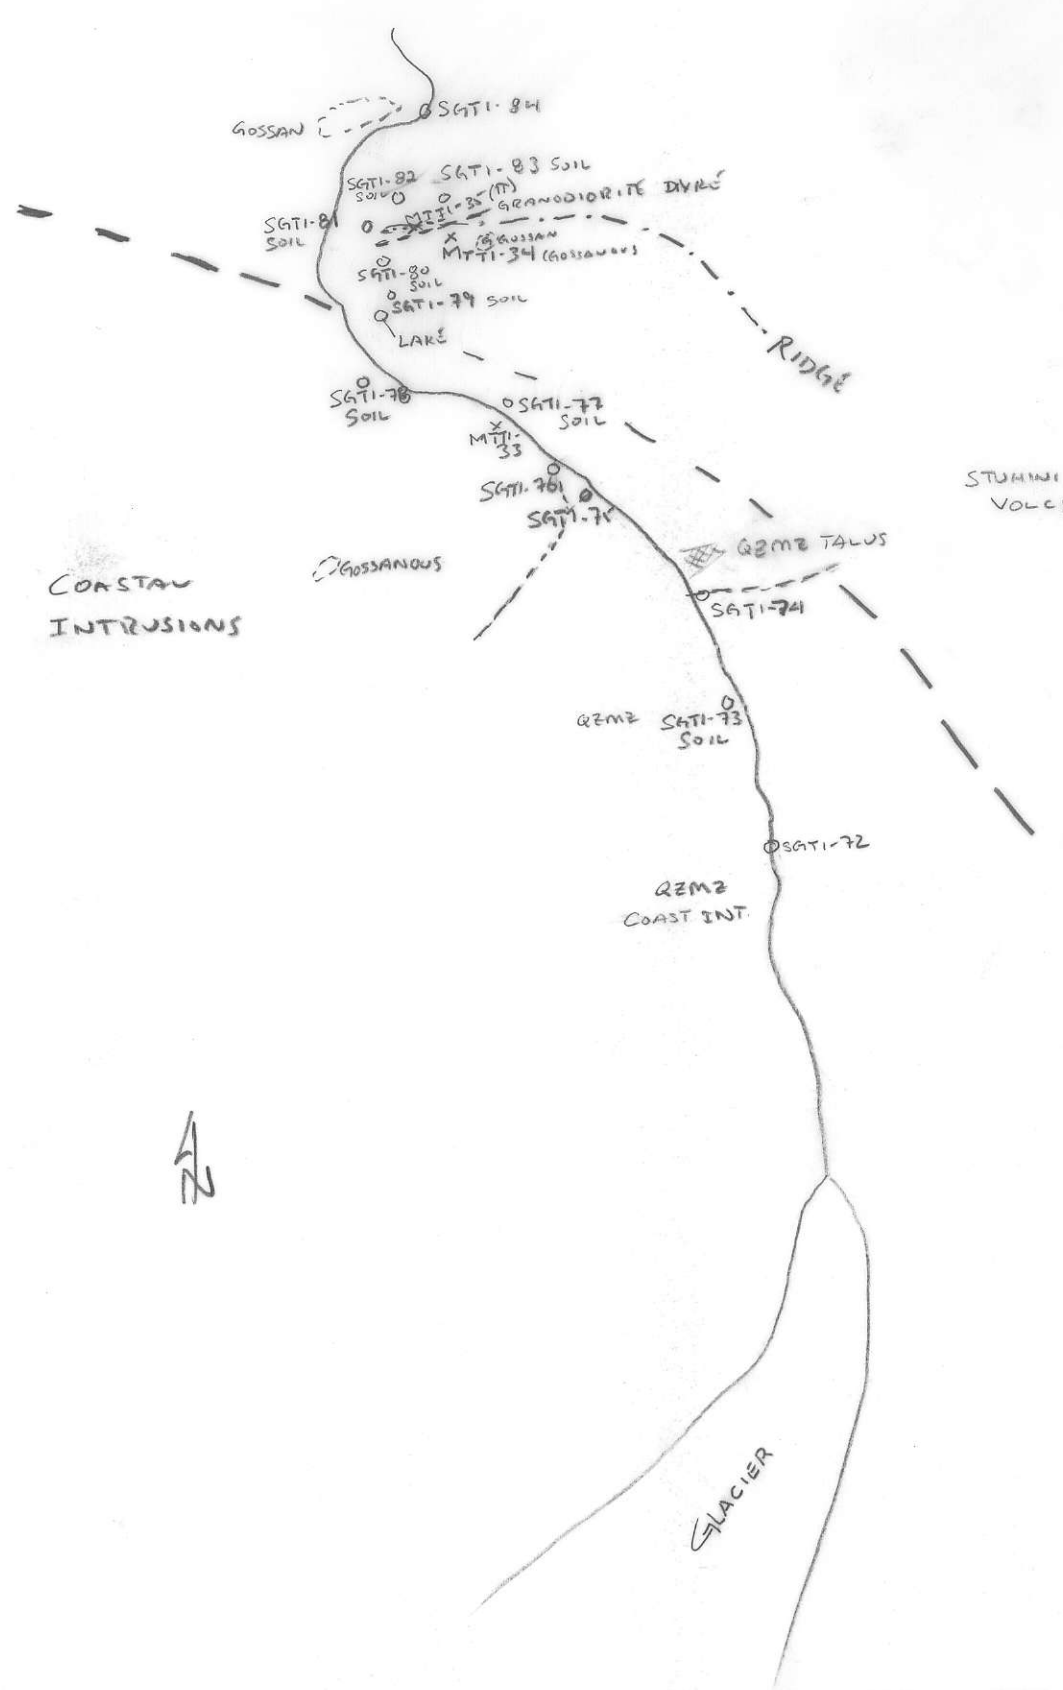 SGTI-84
GOSSAN
SGTI-83 SOIL
SGTI-82
SOIL
MTTI-35 (TT)
GRANODIORITE DYKE
SGTI-81
SOIL
GOSSAN
MTTI-34 (GOSSANOUS
SGTI-80
SOIL
SGTI-79 SOIL
LAKE
RIDGE
SGTI-78
SOIL
SGTI-77
SOIL
MTTI-
33
SGTI-76
SGTI-75
STUHINI
VOLC
QZMZ TALUS
GOSSANOUS
COASTAL
INTRUSIONS
SGTI-74
QZMZ
SGTI-73
SOIL
SGTI-72
QZMZ
COAST INT.
N
GLACIER